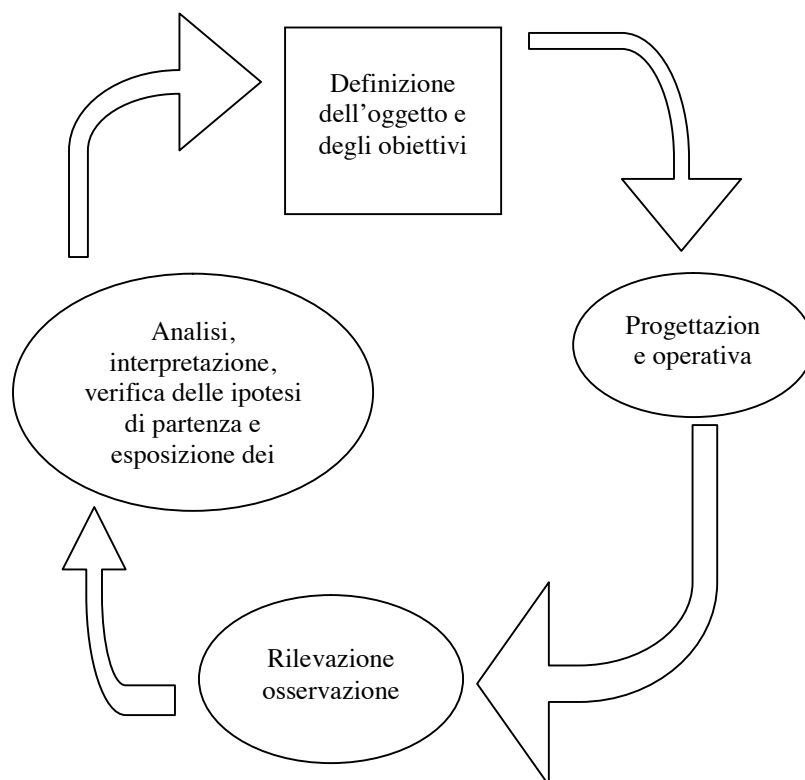 Definizione
dell’oggetto e
degli obiettivi
Progettazion
e operativa
Rilevazione
osservazione
Analisi,
interpretazione,
verifica delle ipotesi
di partenza e
esposizione dei